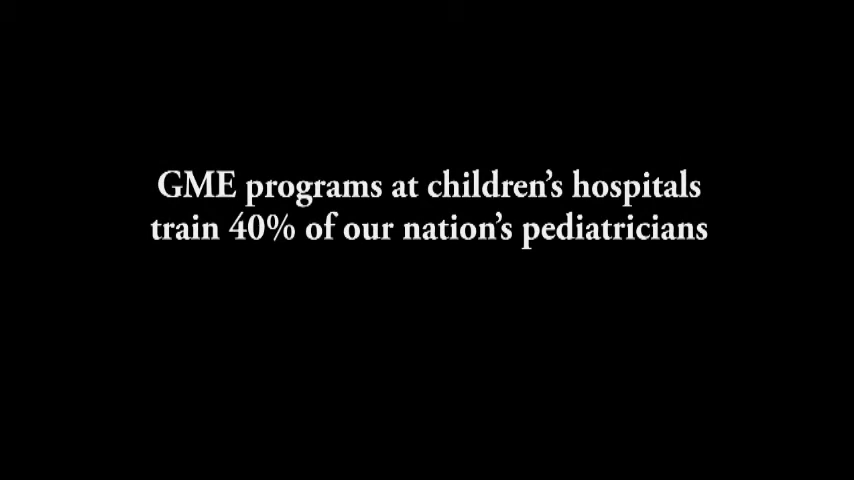 GME programs at children’s hospitals
train 40% of our nation’s pediatricians